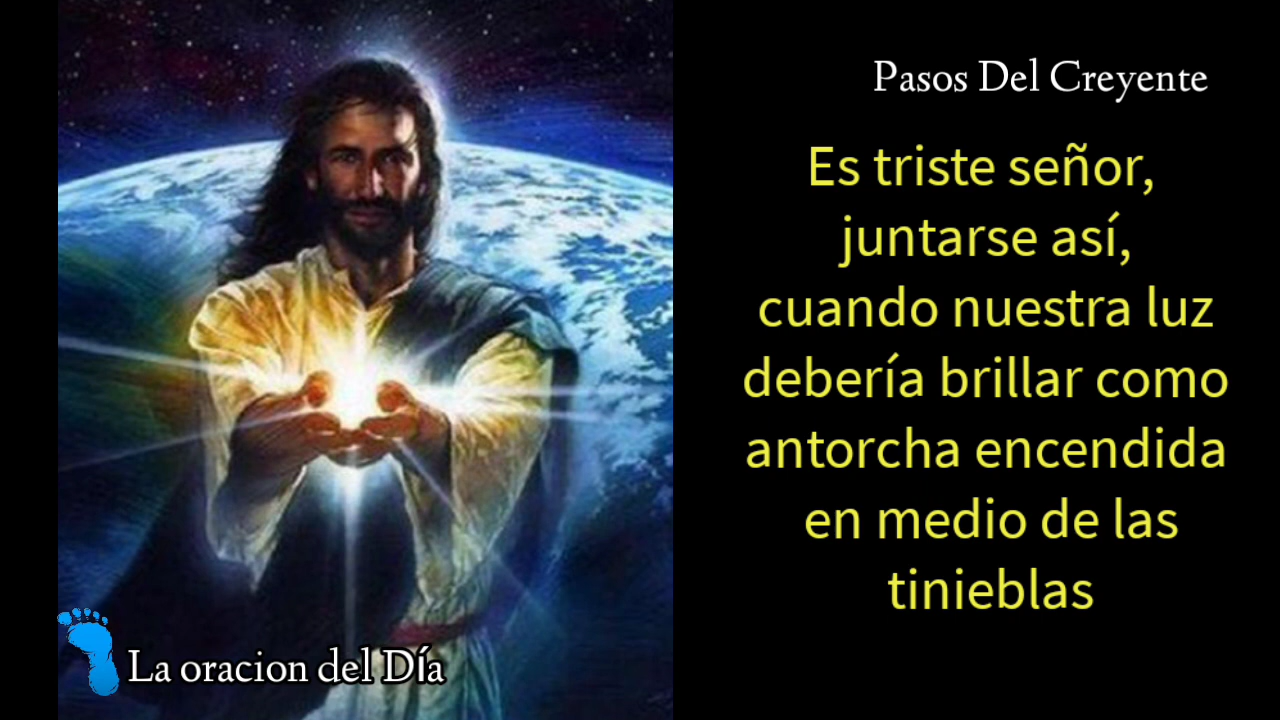 Pasos Del Creyente
Es triste señor,
juntarse así,
cuando nuestra luz
debería brillar como
antorcha encendida
en medio de las
tinieblas
La oracion del Día